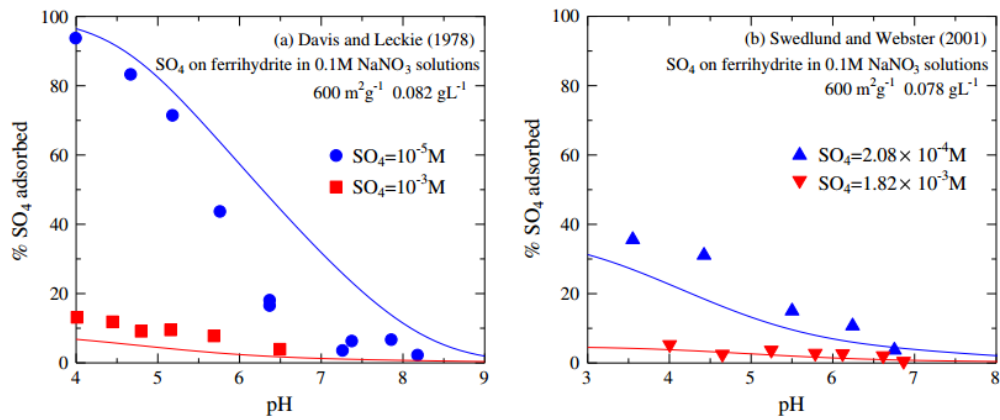 (a) Davis and Leckie (1978)
SO₄ on ferrihydrite in 0.1M NaNO₃ solutions
600 m²g⁻¹ 0.082 gL⁻¹
SO₄=10⁻⁵M
SO₄=10⁻³M
% SO₄ adsorbed
100
80
60
40
20
0
4 5 6 7 8 9
pH
(b) Swedlund and Webster (2001)
SO₄ on ferrihydrite in 0.1M NaNO₃ solutions
600 m²g⁻¹ 0.078 gL⁻¹
SO₄=2.08× 10⁻⁴M
SO₄=1.82× 10⁻³M
% SO₄ adsorbed
100
80
60
40
20
0
3 4 5 6 7 8
pH